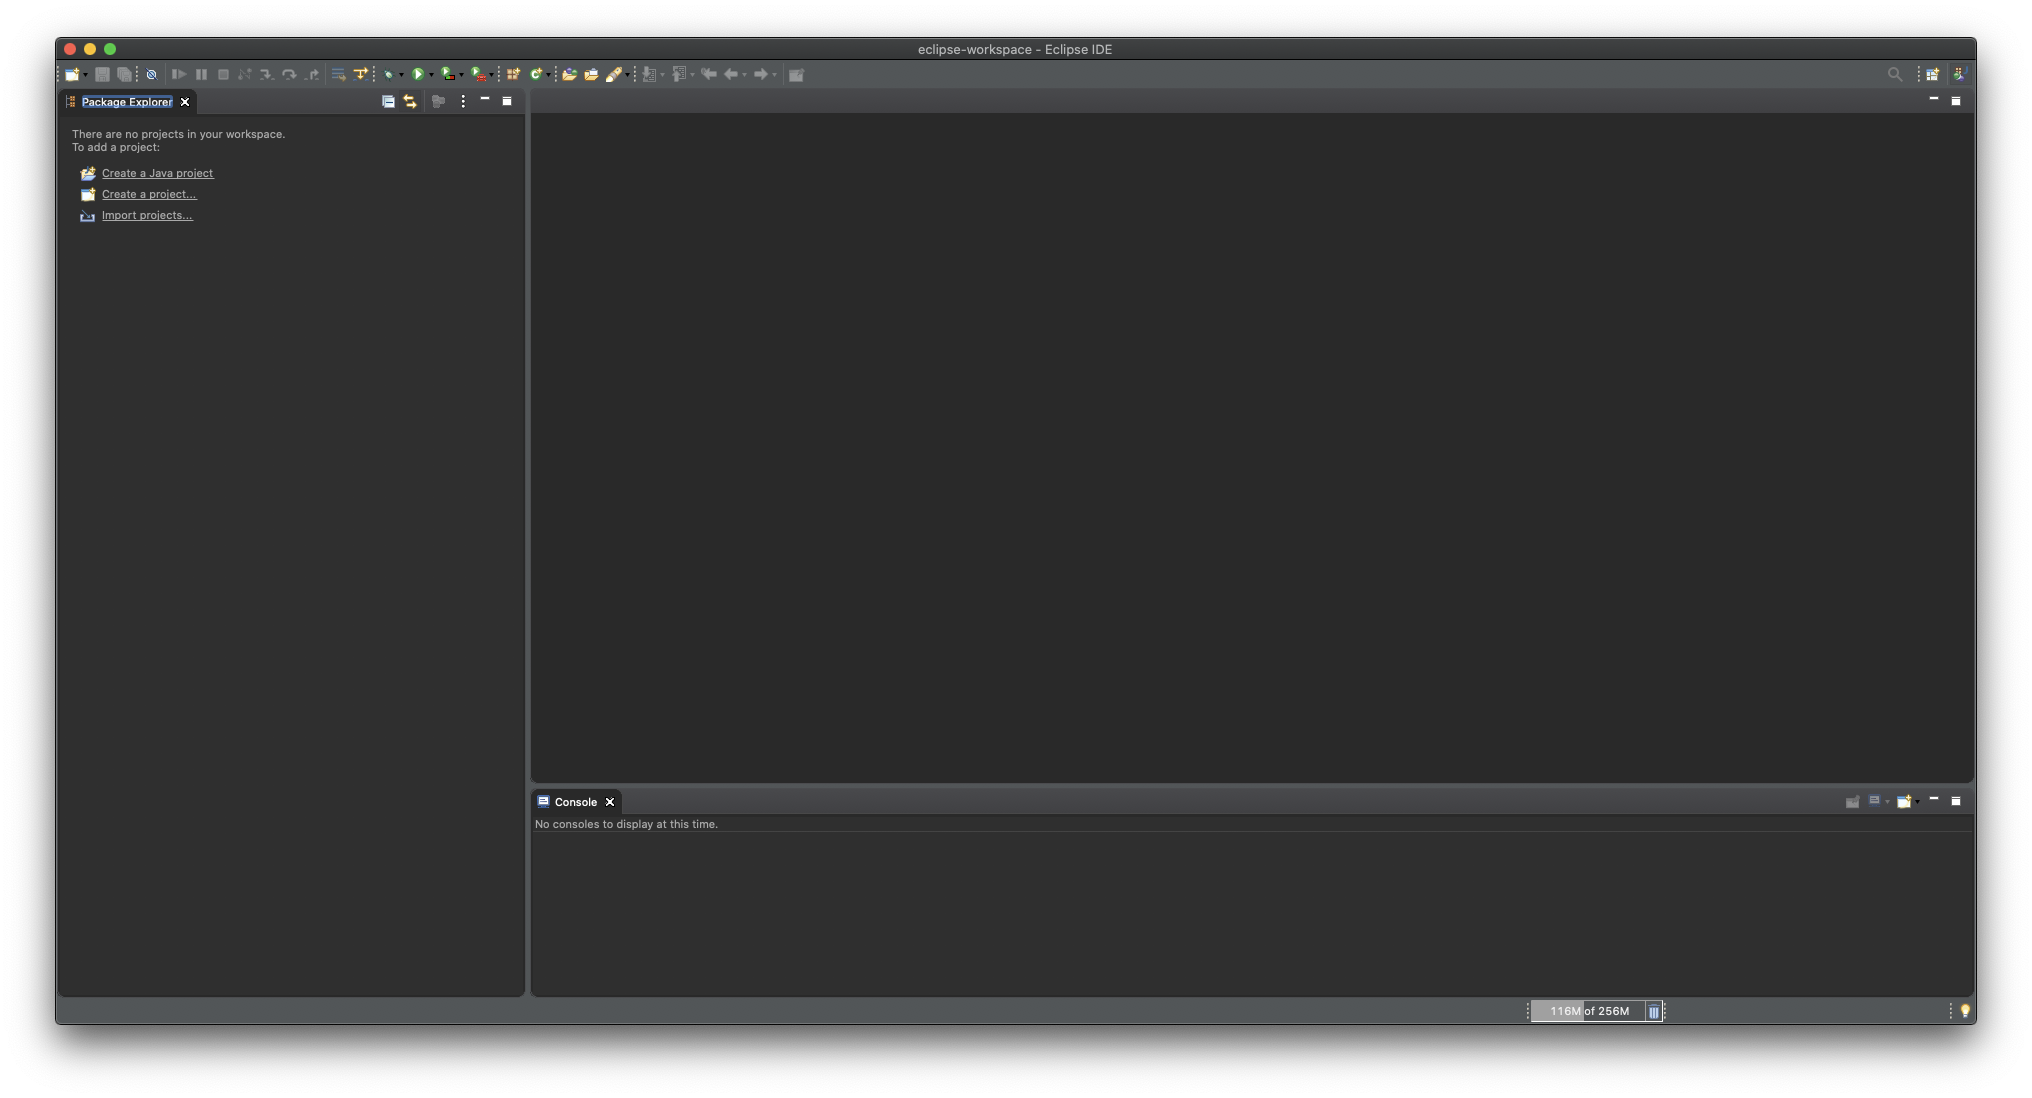 eclipse-workspace - Eclipse IDE
Package Explorer
There are no projects in your workspace.
To add a project:
Create a Java project
Create a project...
Import projects...
Console
No consoles to display at this time.
116M of 256M